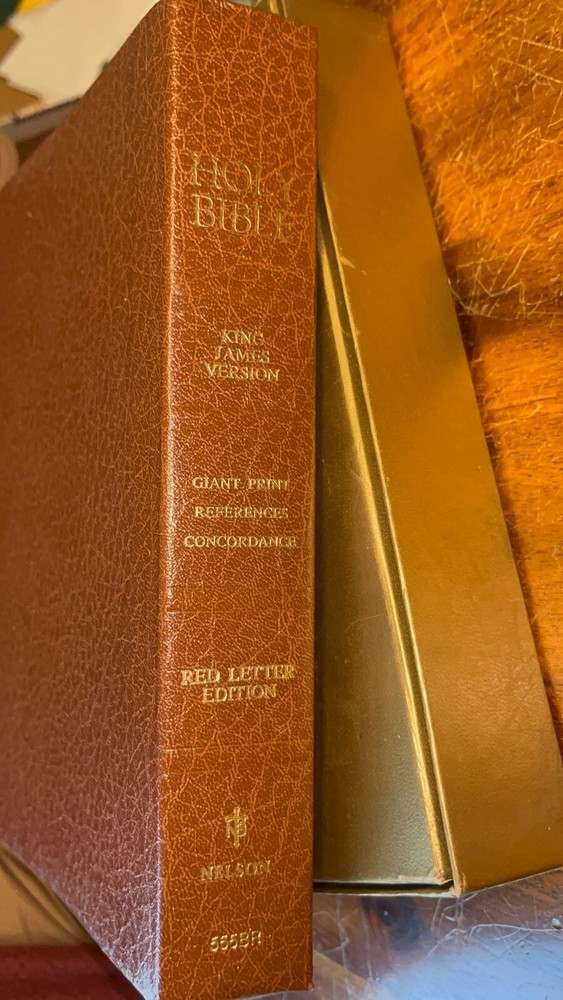 HOLY
BIBLE
KING
JAMES
VERSION
GIANT PRINT
REFERENCES
CONCORDANCE
RED LETTER
EDITION
NELSON
555BR